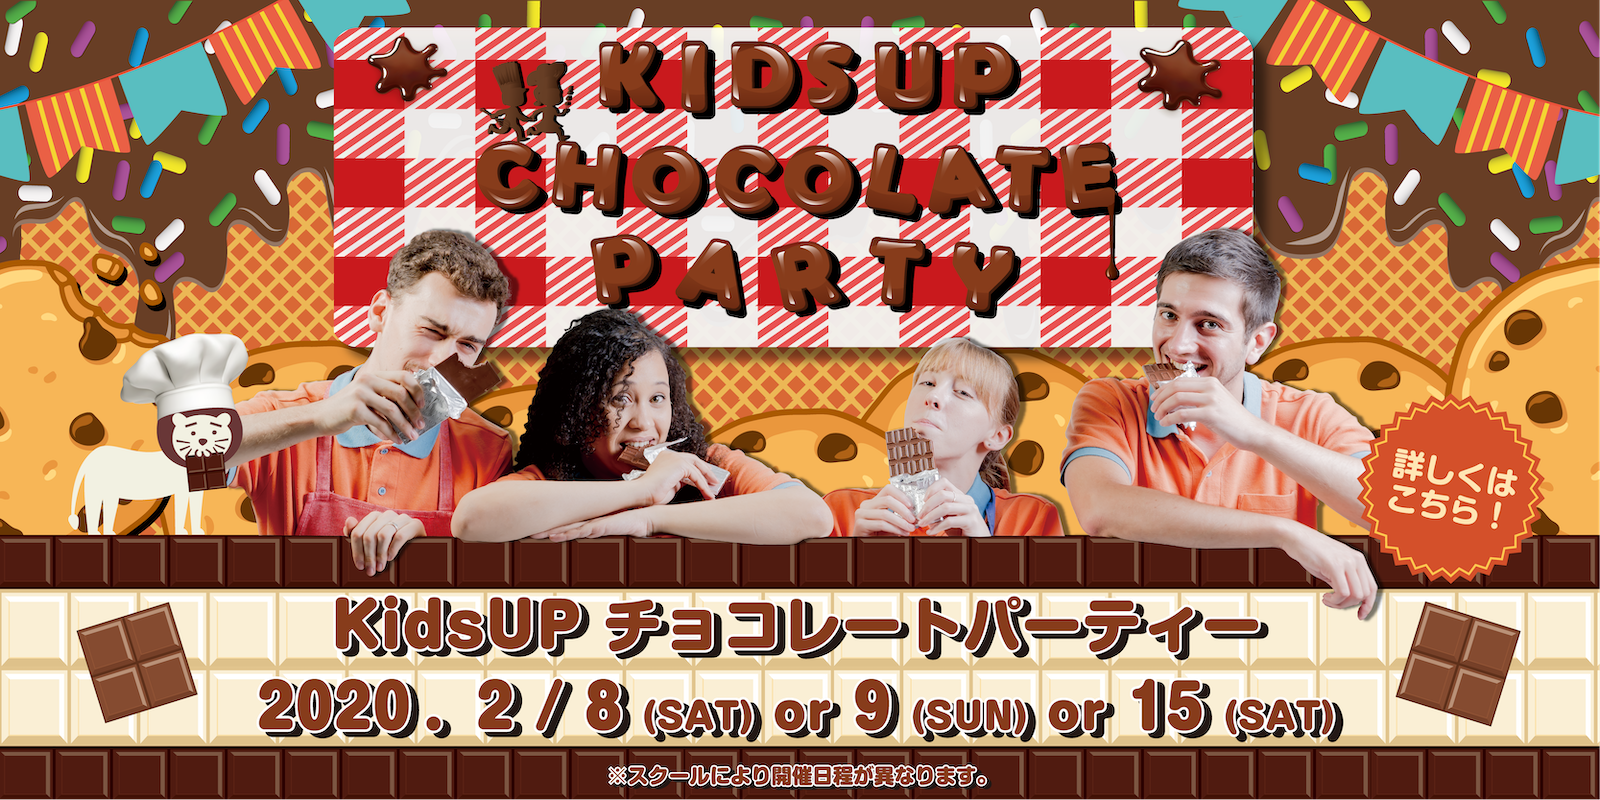 KIDSUP
CHOCOLATE
PARTY
詳しくは
こちら！
KidsUP チョコレートパーティー
2020. 2/8 (SAT) or 9 (SUN) or 15 (SAT)
※スクールにより開催日程が異なります。